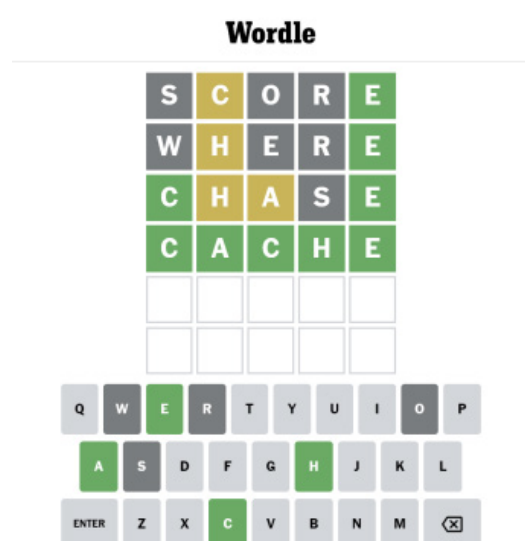 Wordle
S C O R E
W H E R E
C H A S E
C A C H E
Q W E R T Y U I O P
A S D F G H J K L
ENTER Z X C V B N M